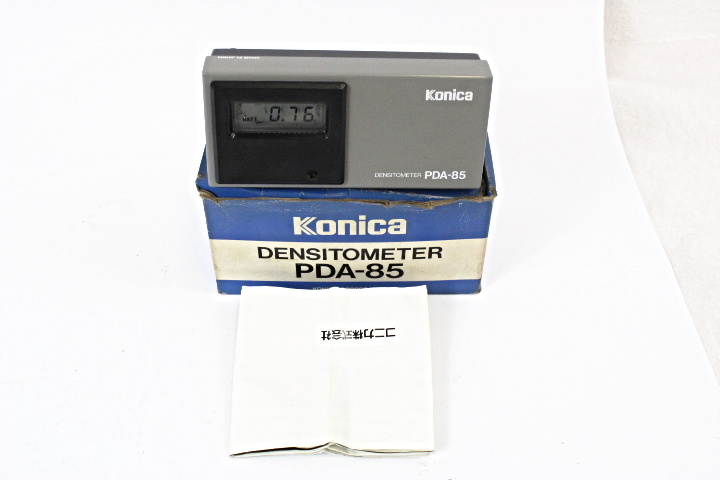 Konica
0.76
DENSITOMETER PDA-85
Konica
DENSITOMETER
PDA-85
コニカ株式会社